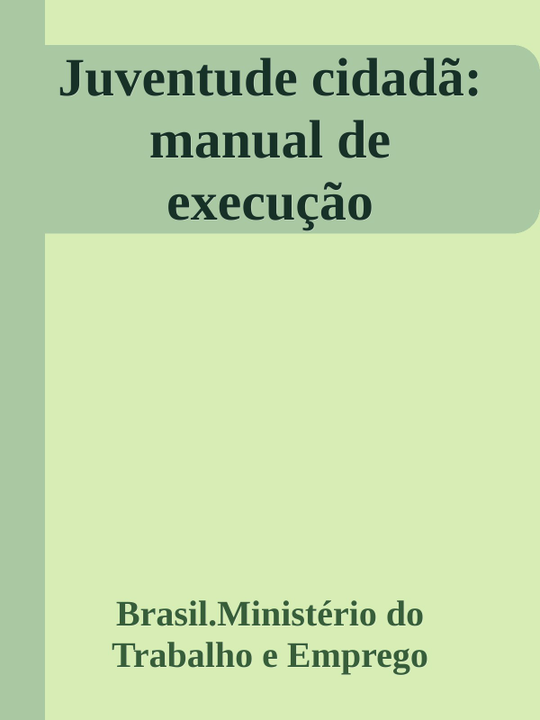 Juventude cidadã:
manual de
execução
Brasil.Ministério do
Trabalho e Emprego